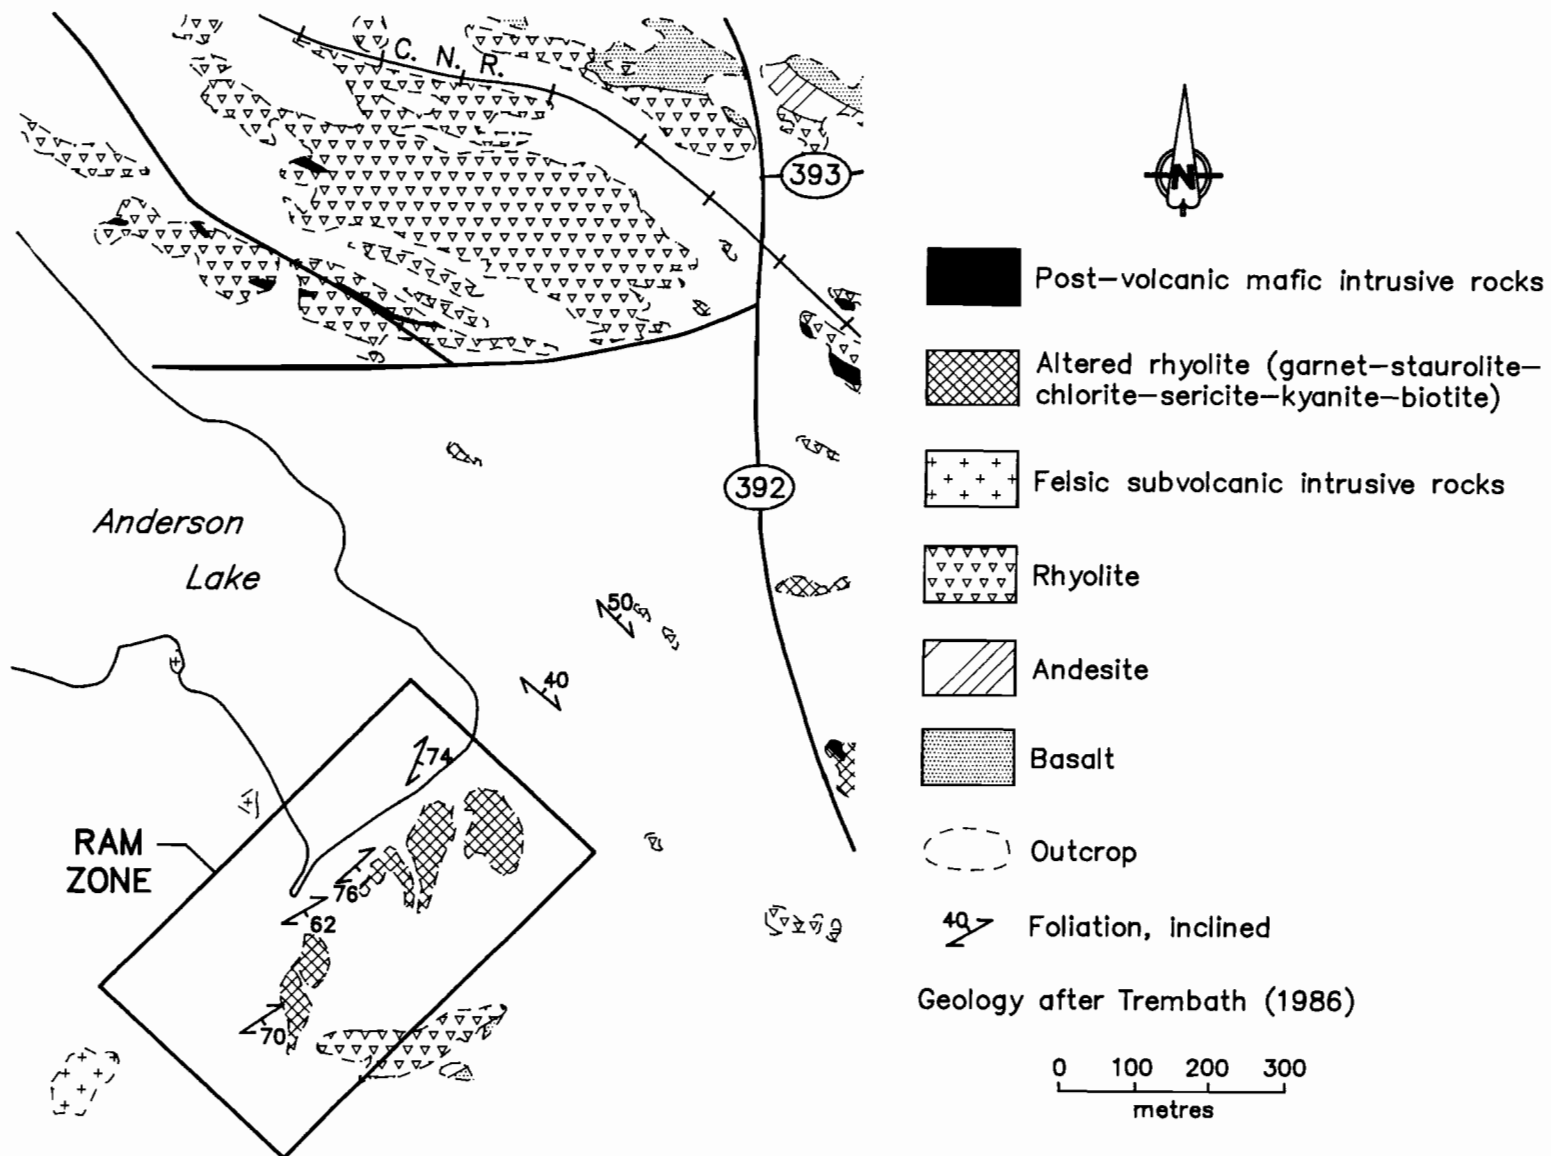 C. N. R.
393
N
Post-volcanic mafic intrusive rocks
Altered rhyolite (garnet-staurolite-
chlorite-sericite-kyanite-biotite)
392
Felsic subvolcanic intrusive rocks
Anderson
Lake
Rhyolite
50
40
Andesite
74
Basalt
RAM
ZONE
Outcrop
76
62
40
Foliation, inclined
70
Geology after Trembath (1986)
0 100 200 300
metres